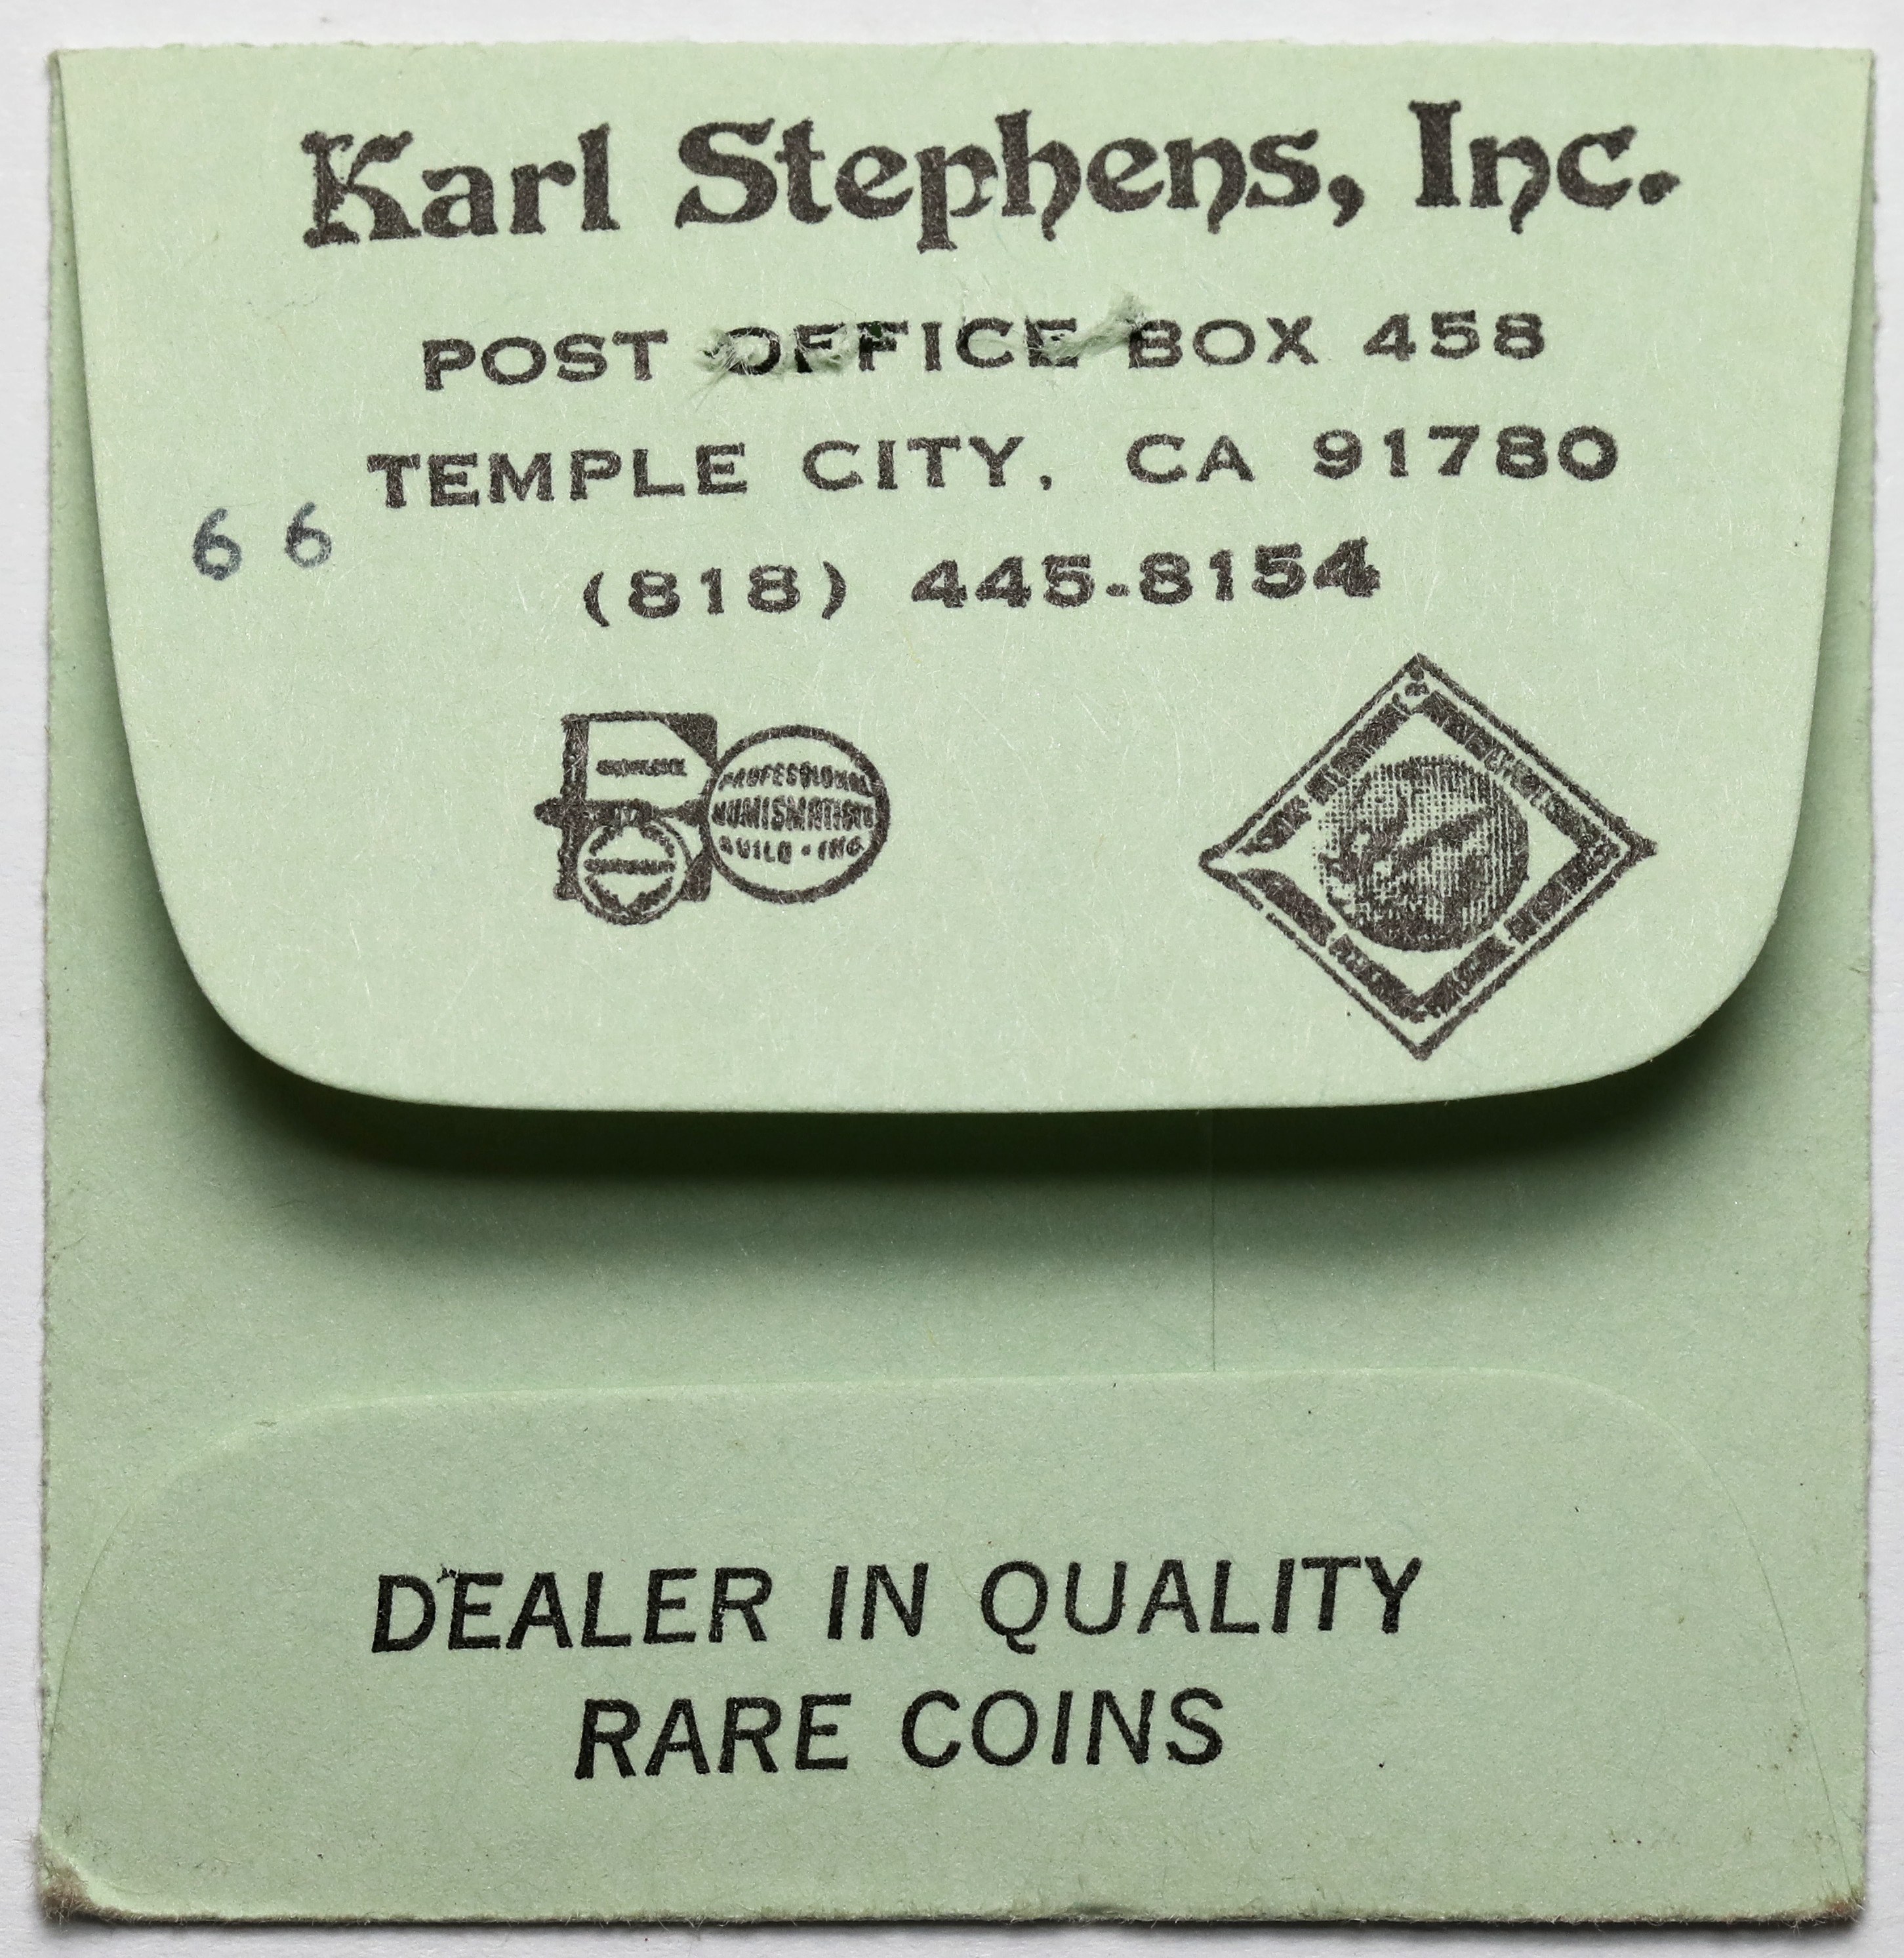 Karl Stephens, Inc.
POST OFFICE BOX 458
TEMPLE CITY, CA 91780
66
(818) 445-8154
PROFESSIONAL
NUMISMATISTS
GUILD • INC
DEALER IN QUALITY
RARE COINS